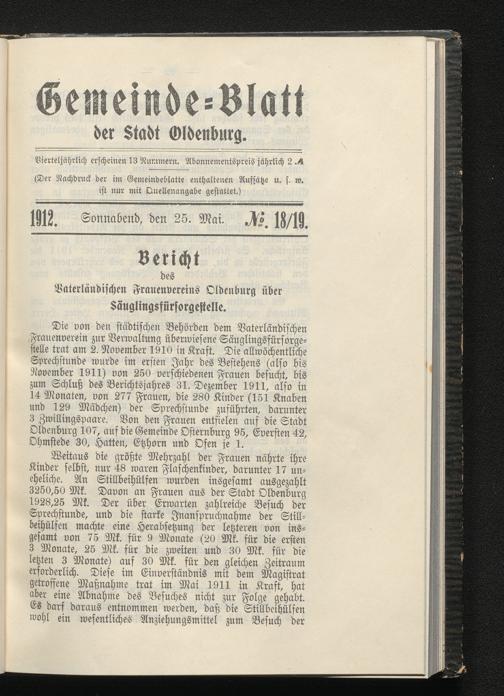 Gemeinde=Blatt
der Stadt Oldenburg.
Vierteljährlich erscheinen 13 Nummern. Abonnementspreis jährlich 2 ℳ
(Der Nachdruck der im Gemeindeblatte enthaltenen Aufsätze u. s. w.
ist nur mit Quellenangabe gestattet.)
1912. Sonnabend, den 25. Mai. №. 18/19.
Bericht
des
Vaterländischen Frauenvereins Oldenburg über
Säuglingsfürsorgestelle.
Die von den städtischen Behörden dem Vaterländischen
Frauenverein zur Verwaltung überwiesene Säuglingsfürsorge-
stelle trat am 2. November 1910 in Kraft. Die allwöchentliche
Sprechstunde wurde im ersten Jahr des Bestehens (also bis
November 1911) von 250 verschiedenen Frauen besucht, bis
zum Schluß des Berichtsjahres 31. Dezember 1911, also in
14 Monaten, von 277 Frauen, die 280 Kinder (151 Knaben
und 129 Mädchen) der Sprechstunde zuführten, darunter
3 Zwillingspaare. Von den Frauen entfielen auf die Stadt
Oldenburg 107, auf die Gemeinde Osternburg 95, Eversten 42,
Ohmstede 30, Hatten, Etzhorn und Ofen je 1.
Weitaus die größte Mehrzahl der Frauen nährte ihre
Kinder selbst, nur 48 waren Flaschenkinder, darunter 17 un-
eheliche. An Stillbeihülfen wurden insgesamt ausgezahlt
3250,50 Mk. Davon an Frauen aus der Stadt Oldenburg
1928,25 Mk. Der über Erwarten zahlreiche Besuch der
Sprechstunde, und die starke Inanspruchnahme der Still-
beihülfen machte eine Herabsetzung der letzteren von ins-
gesamt von 75 Mk. für 9 Monate (20 Mk. für die ersten
3 Monate, 25 Mk. für die zweiten und 30 Mk. für die
letzten 3 Monate) auf 30 Mk. für den gleichen Zeitraum
erforderlich. Diese im Einverständnis mit dem Magistrat
getroffene Maßnahme trat im Mai 1911 in Kraft, hat
aber eine Abnahme des Besuches nicht zur Folge gehabt.
Es darf daraus entnommen werden, daß die Stillbeihülfen
wohl ein wesentliches Anziehungsmittel zum Besuch der